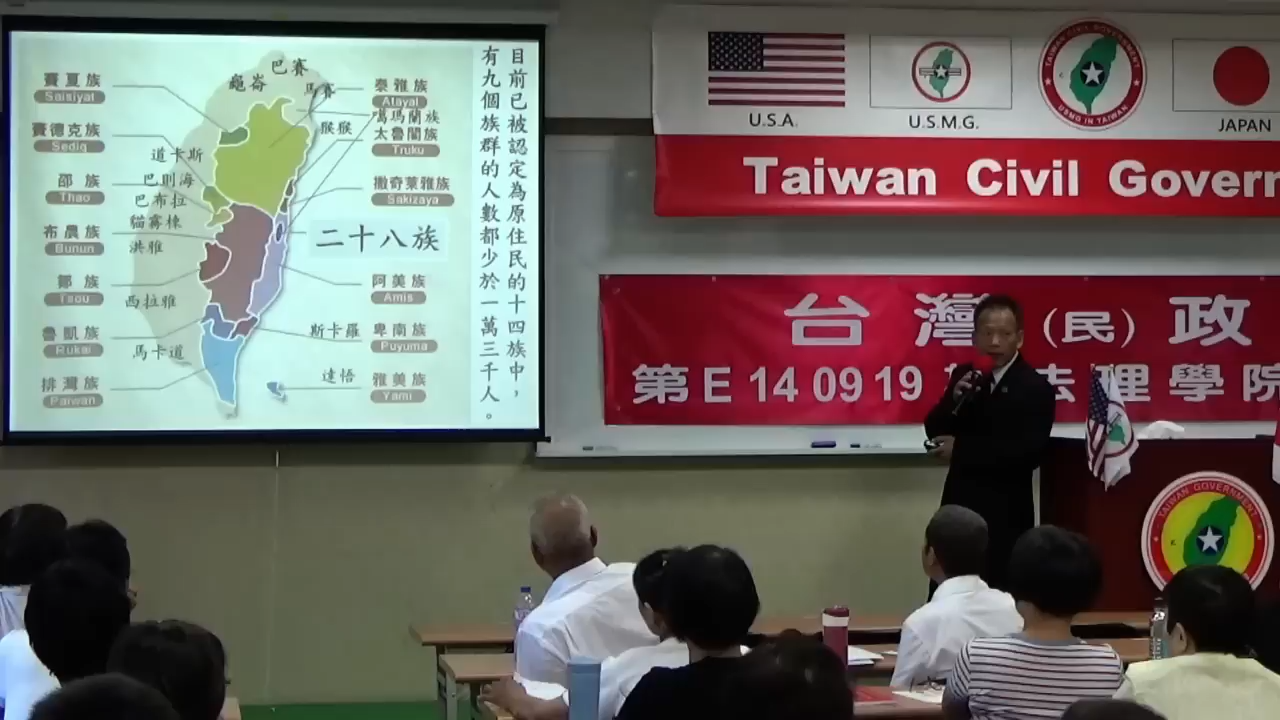 目前已被認定為原住民的十四族中，
有九個族群的人數都少於一萬三千人。
巴賽
龜崙
馬賽
賽夏族
Saisiyat
賽德克族
Sediq
邵族
Thao
布農族
Bunun
鄒族
Tsou
魯凱族
Rukai
排灣族
Paiwan
道卡斯
巴則海
巴布拉
貓霧棟
洪雅
西拉雅
馬卡道
泰雅族
Atayal
噶瑪蘭族
猴猴
太魯閣族
Truku
撒奇萊雅族
Sakizaya
二十八族
阿美族
Amis
斯卡羅
卑南族
Puyuma
達悟
雅美族
Yami
U.S.A.
U.S.M.G.
TAIWAN CIVIL GOVERNMENT
USMG IN TAIWAN
JAPAN
Taiwan Civil Govern
台灣（民）政
第E 14 09 19
法理學院
TAIWAN GOVERNMENT